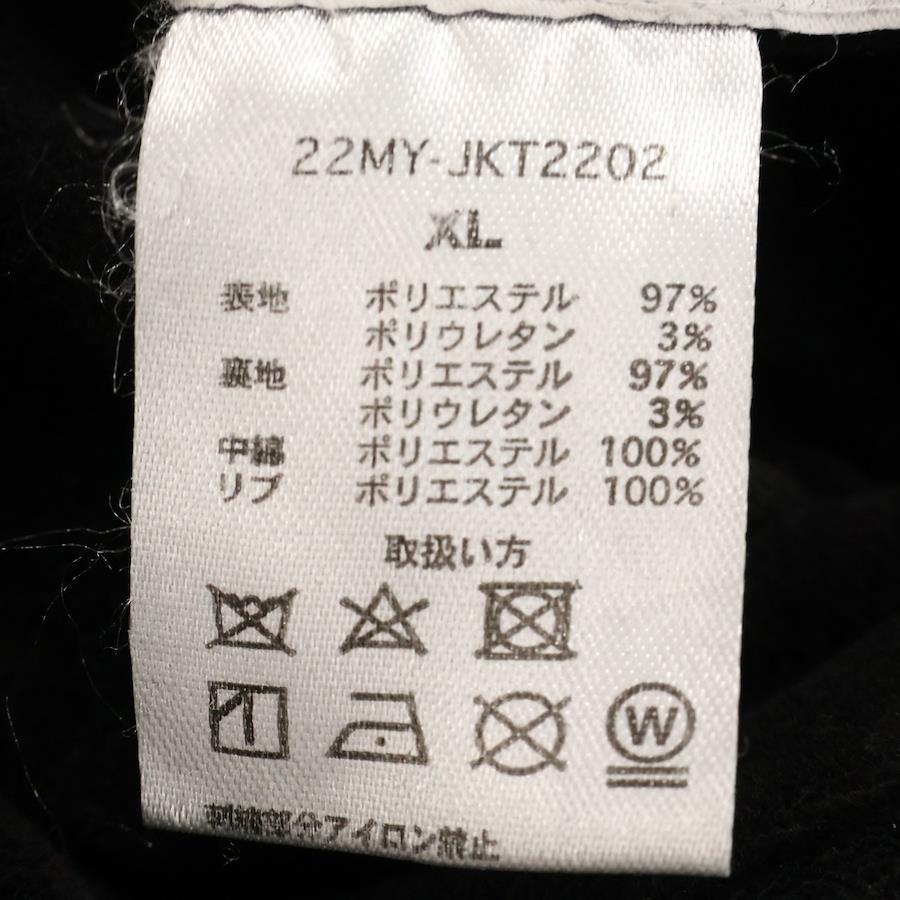 22MY-JKT2202
XL
表地 ポリエステル 97%
ポリウレタン 3%
裏地 ポリエステル 97%
ポリウレタン 3%
中綿 ポリエステル 100%
リブ ポリエステル 100%
取扱い方
W
刺繍部分アイロン禁止